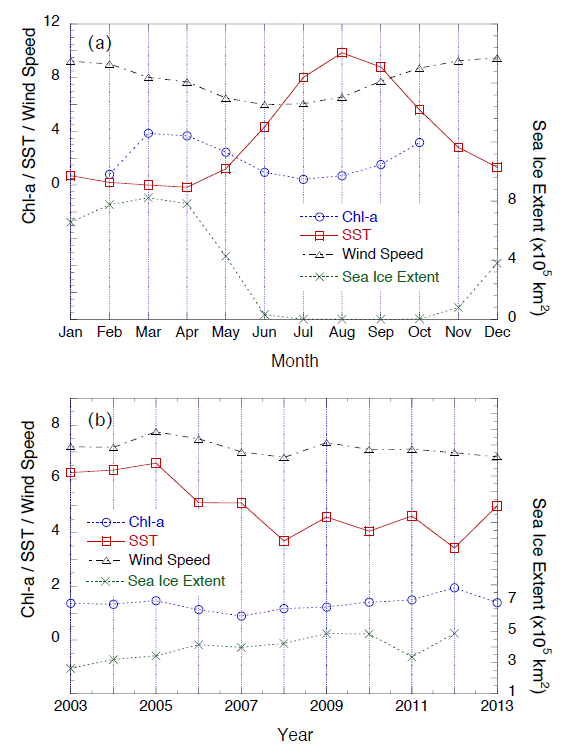 (a)
12
8
4
0
Chl-a / SST / Wind Speed
Chl-a
SST
Wind Speed
Sea Ice Extent
8
4
0
Sea Ice Extent (x10⁵ km²)
Jan Feb Mar Apr May Jun Jul Aug Sep Oct Nov Dec
Month
(b)
8
6
4
2
0
Chl-a / SST / Wind Speed
Chl-a
SST
Wind Speed
Sea Ice Extent
7
5
3
1
Sea Ice Extent (x10⁵ km²)
2003 2005 2007 2009 2011 2013
Year